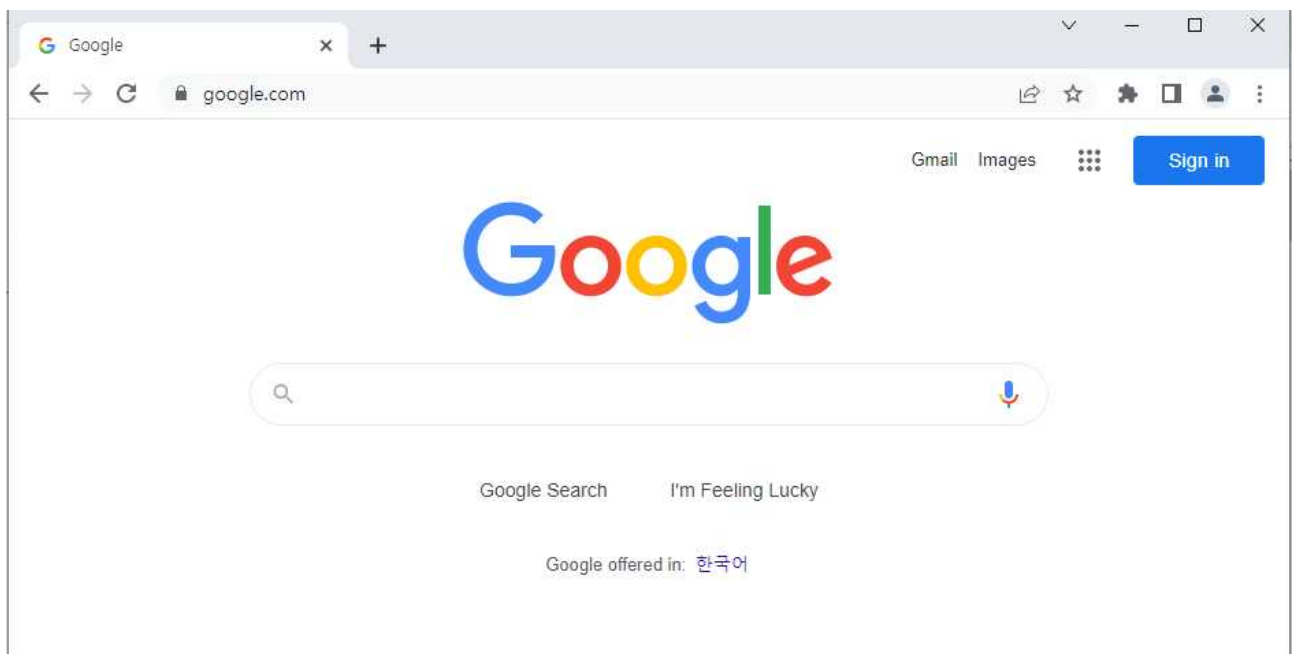 Google
google.com
Gmail Images Sign in
Google
Google Search I'm Feeling Lucky
Google offered in: 한국어